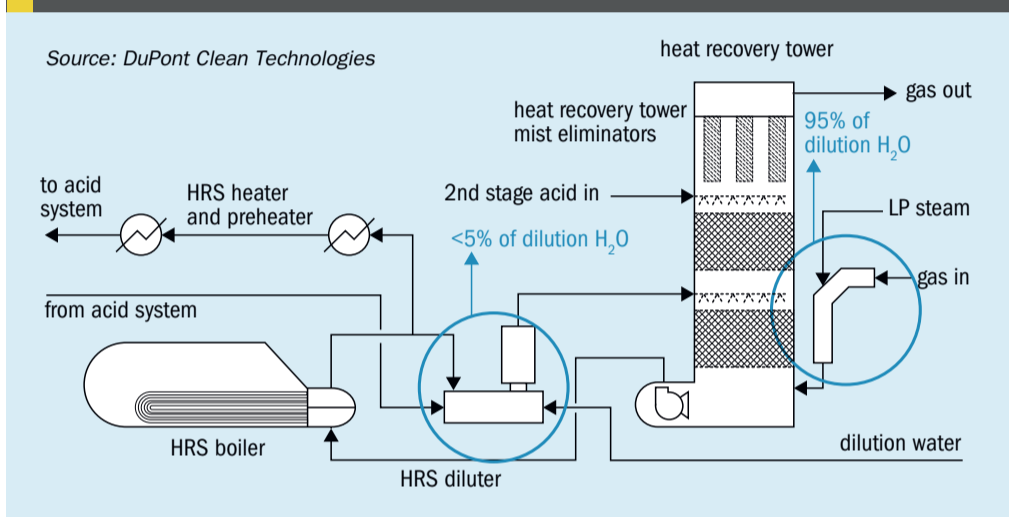 Source: DuPont Clean Technologies
heat recovery tower
gas out
heat recovery tower
mist eliminators
95% of
dilution H₂O
to acid
system
HRS heater
and preheater
2nd stage acid in
LP steam
<5% of dilution H₂O
gas in
from acid system
HRS boiler
dilution water
HRS diluter